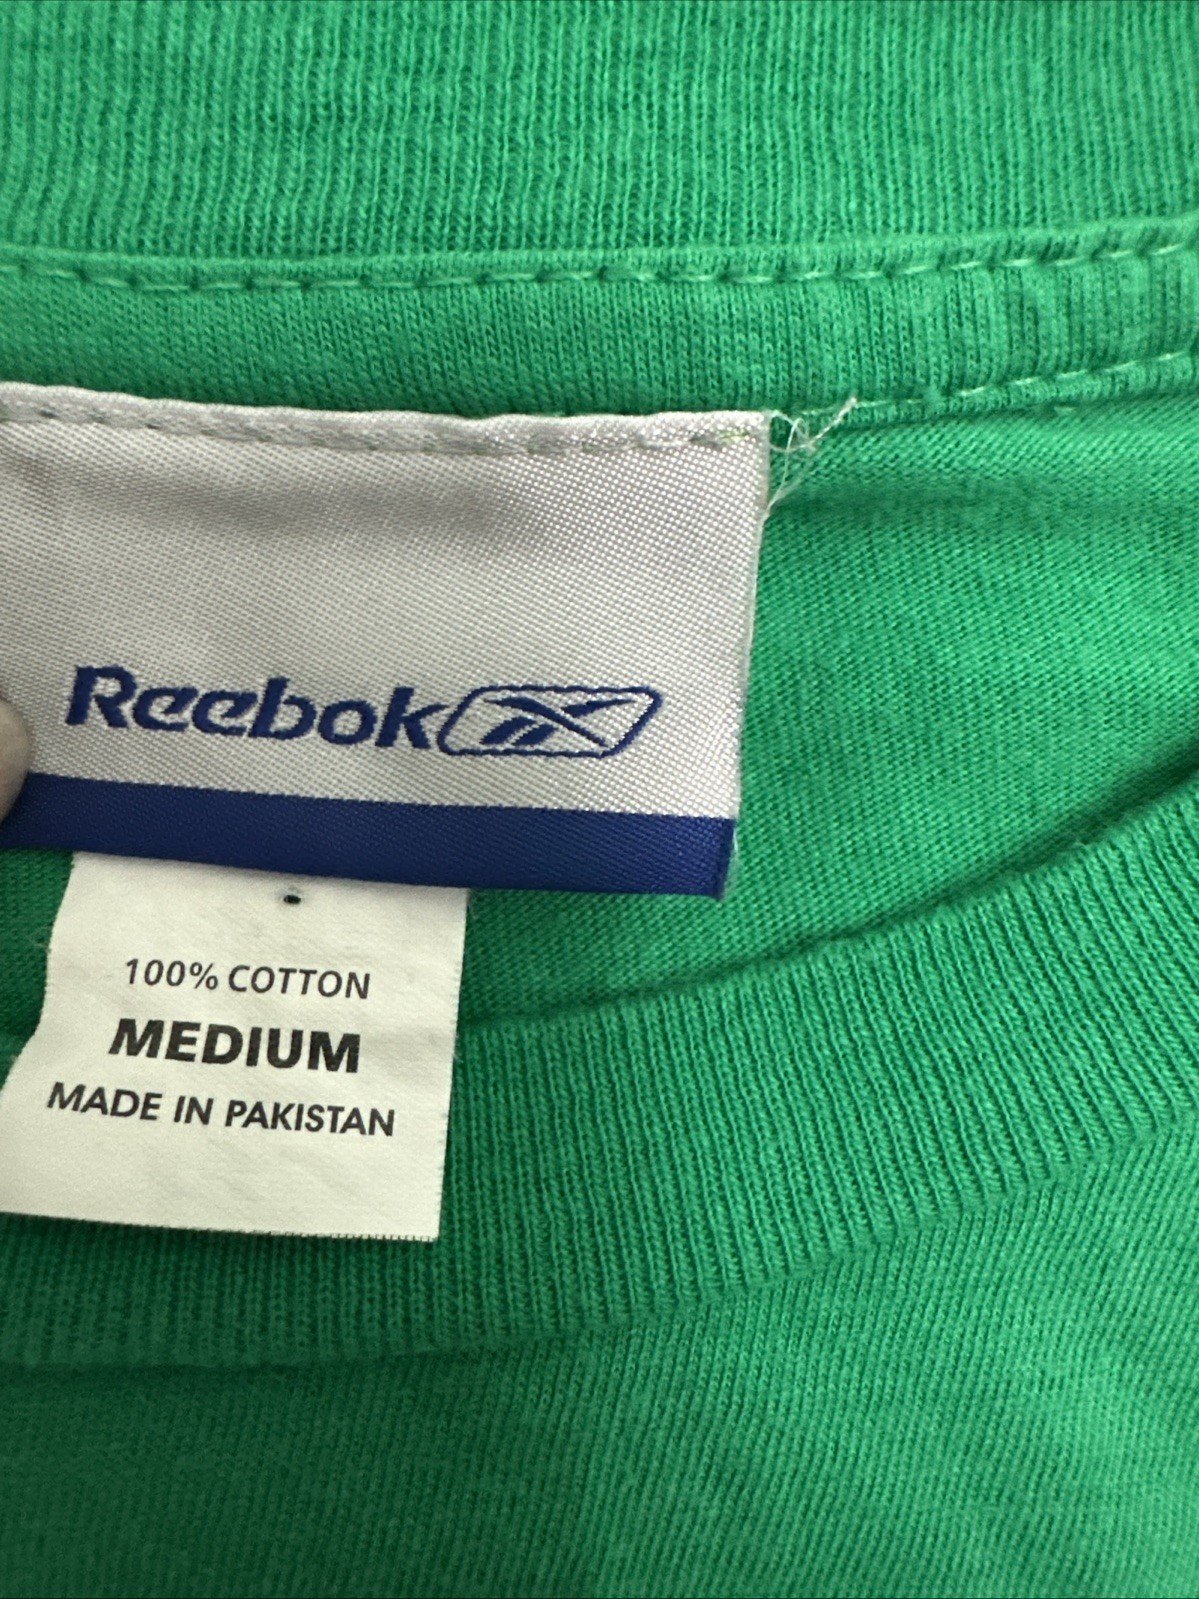 Reebok
100% COTTON
MEDIUM
MADE IN PAKISTAN